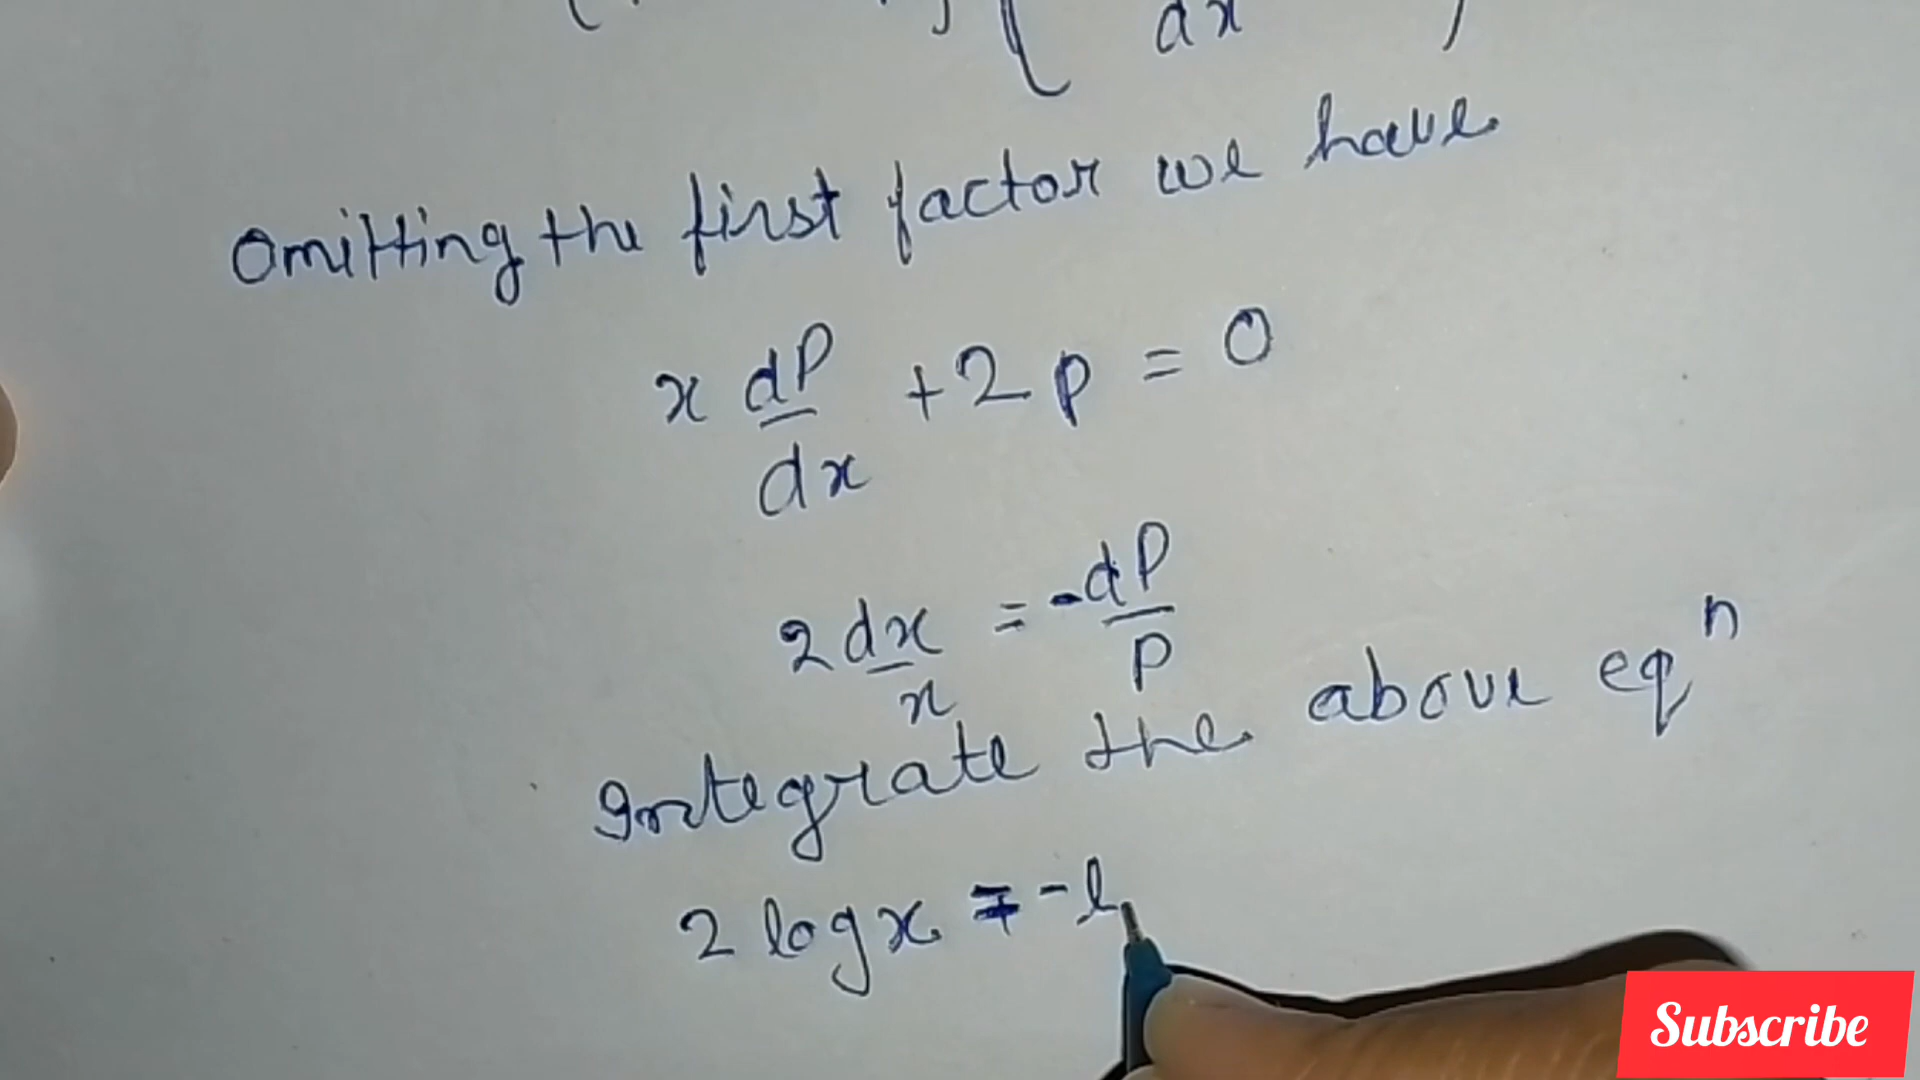 dx
Omitting the first factor we have
x dP/dx + 2p = 0
2dx/x = -dP/P
Integrate the above eqⁿ
2 log x = -l
Subscribe